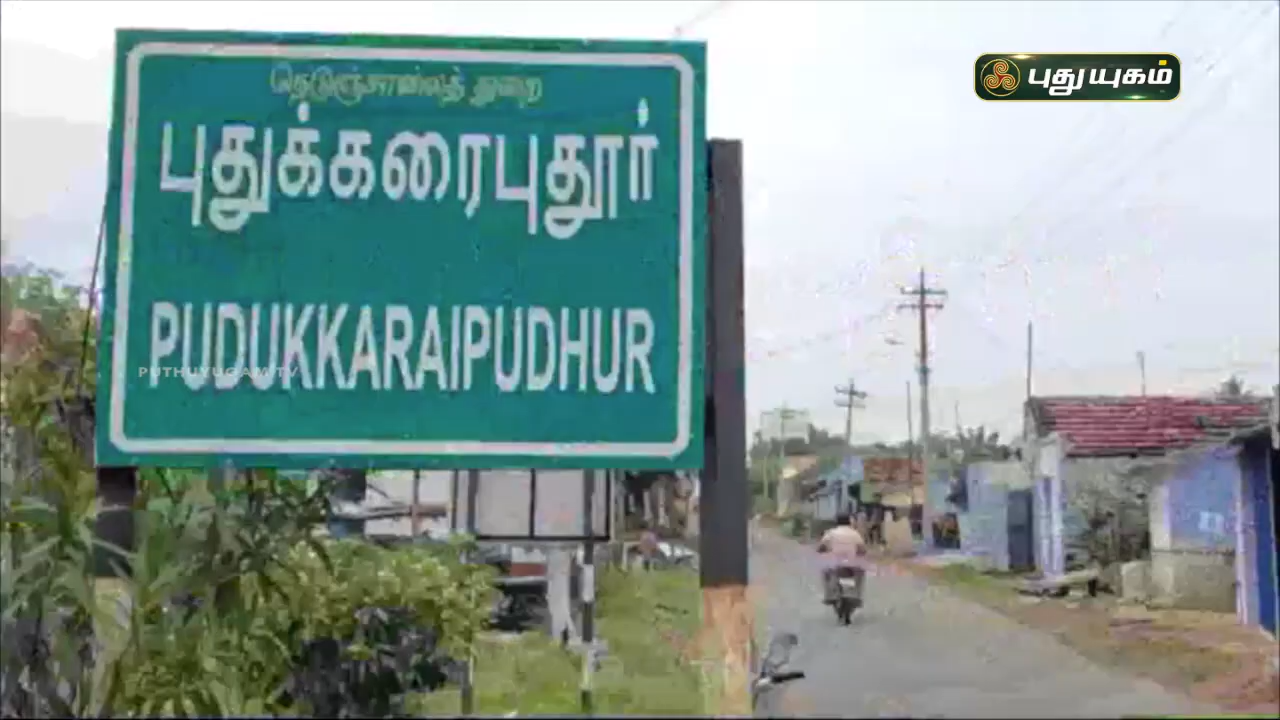 நெடுஞ்சாலைத் துறை
புதுக்கரைபுதூர்
PUDUKKARAIPUDHUR
PUTHUYUGAM TV
புதுயுகம்